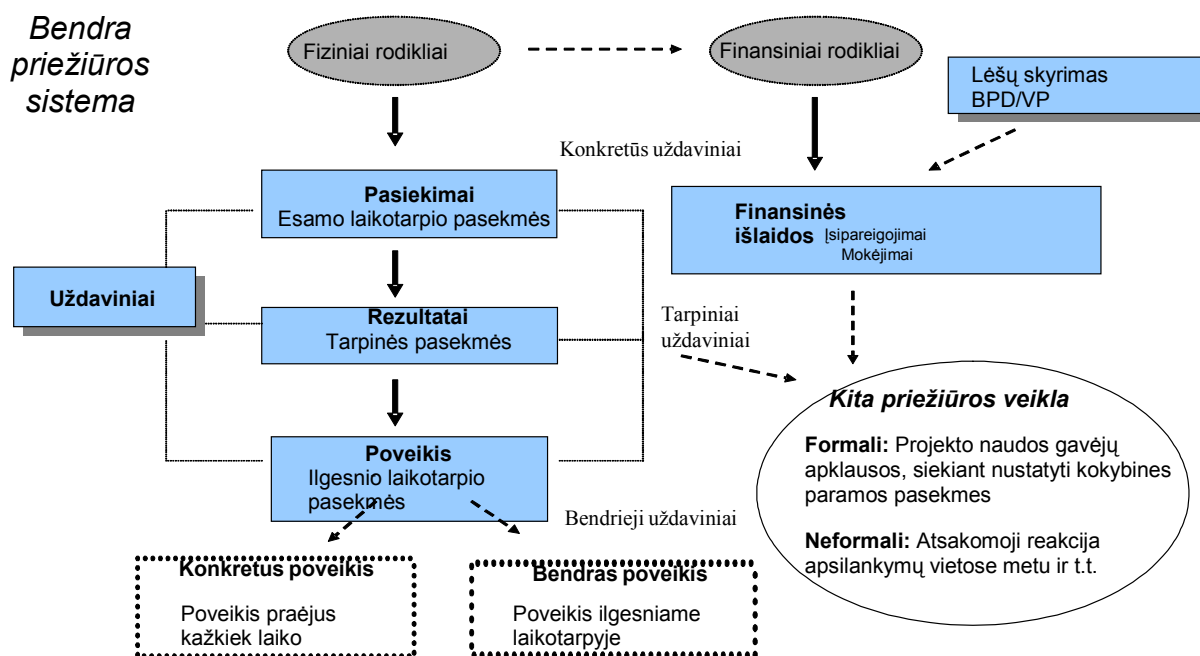 Bendra
priežiūros
sistema
Fiziniai rodikliai
Finansiniai rodikliai
Lėšų skyrimas
BPD/VP
Konkretūs uždaviniai
Pasiekimai
Esamo laikotarpio pasekmės
Finansinės
išlaidos Įsipareigojimai
Mokėjimai
Uždaviniai
Rezultatai
Tarpinės pasekmės
Tarpiniai
uždaviniai
Poveikis
Ilgesnio laikotarpio
pasekmės
Bendrieji uždaviniai
Kita priežiūros veikla
Formali: Projekto naudos gavėjų
apklausos, siekiant nustatyti kokybines
paramos pasekmes
Neformali: Atsakomoji reakcija
apsilankymų vietose metu ir t.t.
Konkretus poveikis
Poveikis praėjus
kažkiek laiko
Bendras poveikis
Poveikis ilgesniame
laikotarpyje